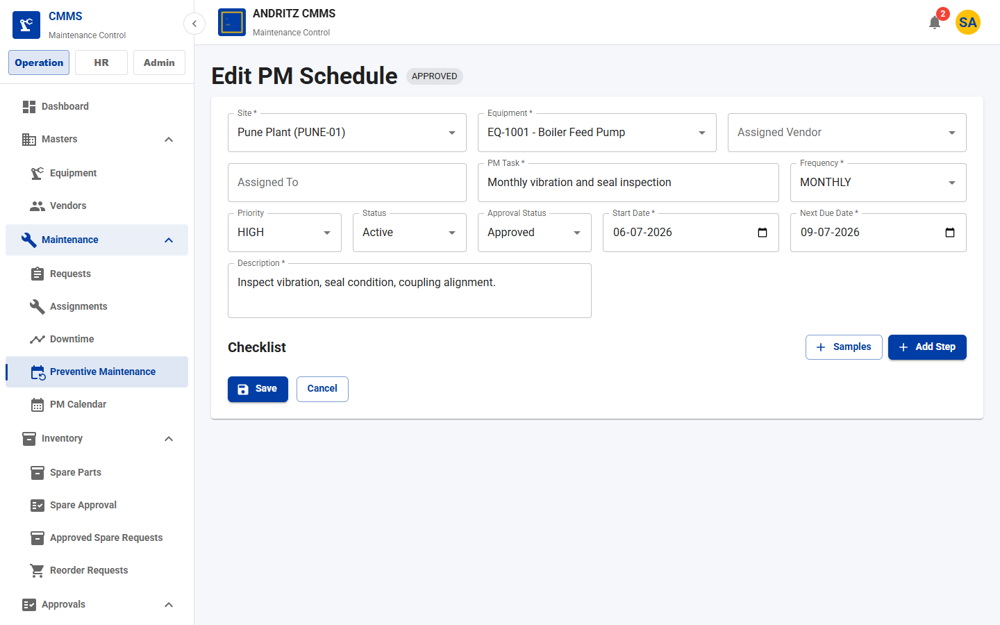 CMMS
Maintenance Control
Operation
HR
Admin
Dashboard
Masters
Equipment
Vendors
Maintenance
Requests
Assignments
Downtime
Preventive Maintenance
PM Calendar
Inventory
Spare Parts
Spare Approval
Approved Spare Requests
Reorder Requests
Approvals
ANDRITZ CMMS
Maintenance Control
2
SA
Edit PM Schedule
APPROVED
Site *
Pune Plant (PUNE-01)
Equipment *
EQ-1001 - Boiler Feed Pump
Assigned Vendor
Assigned To
PM Task *
Monthly vibration and seal inspection
Frequency *
MONTHLY
Priority
HIGH
Status
Active
Approval Status
Approved
Start Date *
06-07-2026
Next Due Date *
09-07-2026
Description *
Inspect vibration, seal condition, coupling alignment.
Checklist
Samples
Add Step
Save
Cancel